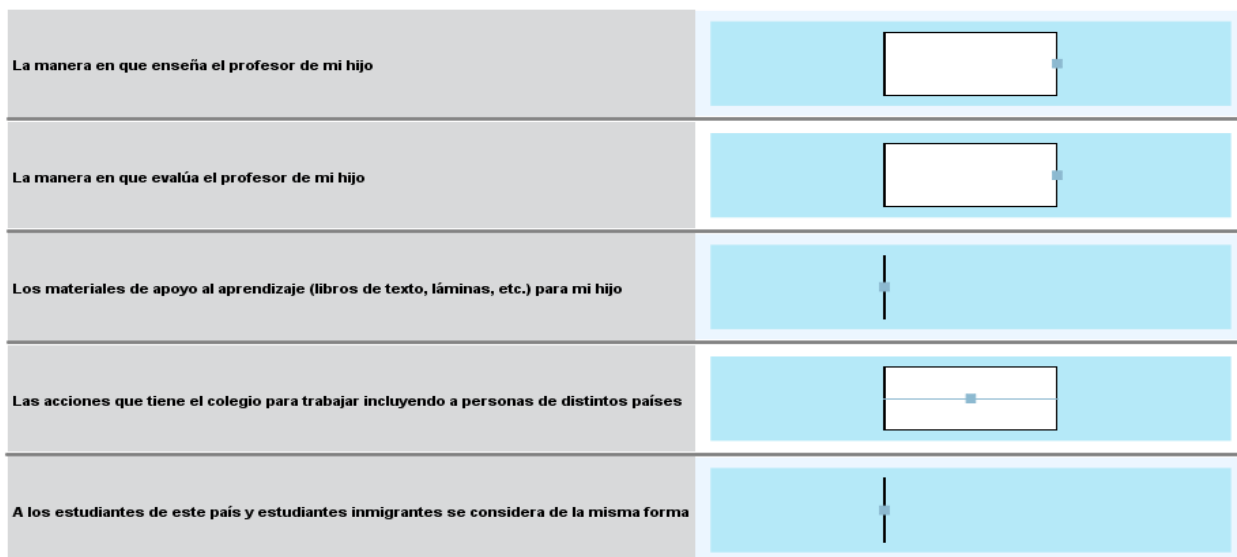 La manera en que enseña el profesor de mi hijo
La manera en que evalúa el profesor de mi hijo
Los materiales de apoyo al aprendizaje (libros de texto, láminas, etc.) para mi hijo
Las acciones que tiene el colegio para trabajar incluyendo a personas de distintos países
A los estudiantes de este país y estudiantes inmigrantes se considera de la misma forma